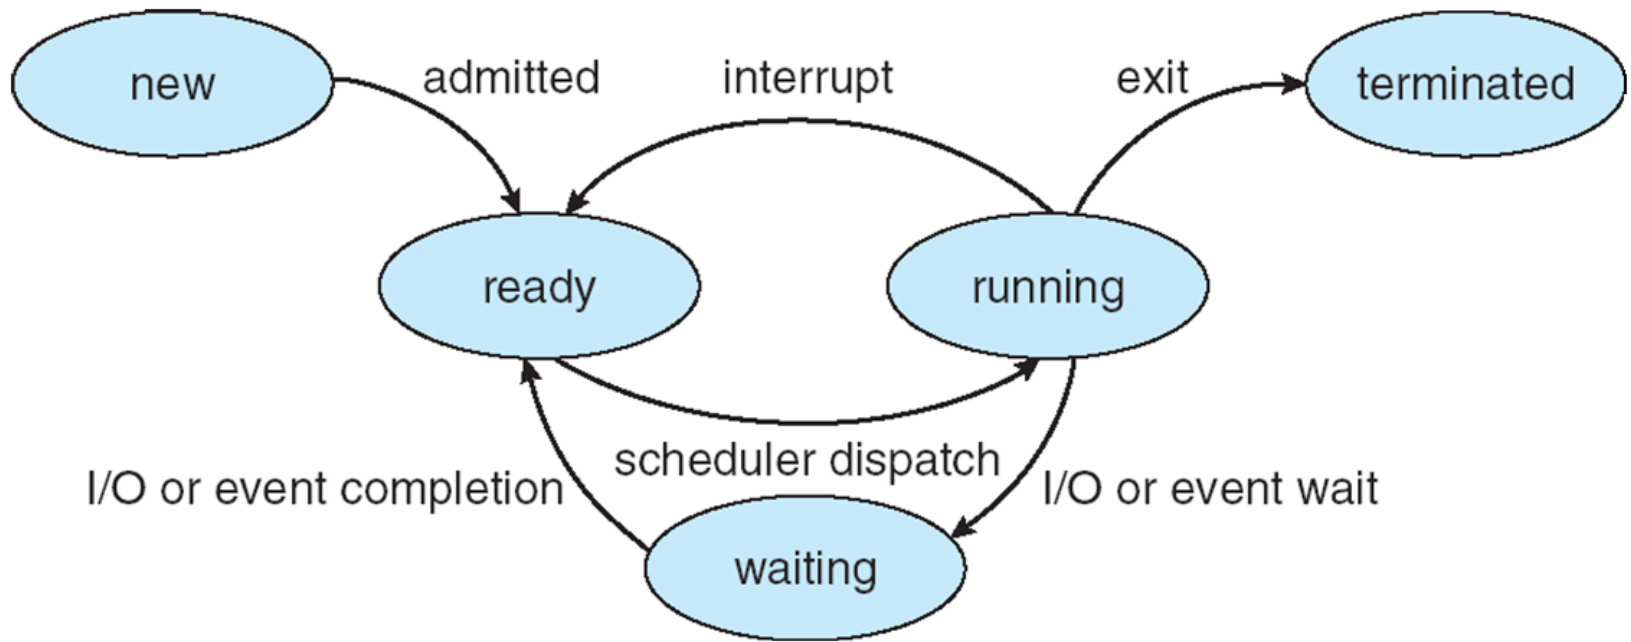 new
admitted
interrupt
exit
terminated
ready
running
scheduler dispatch
I/O or event completion
I/O or event wait
waiting